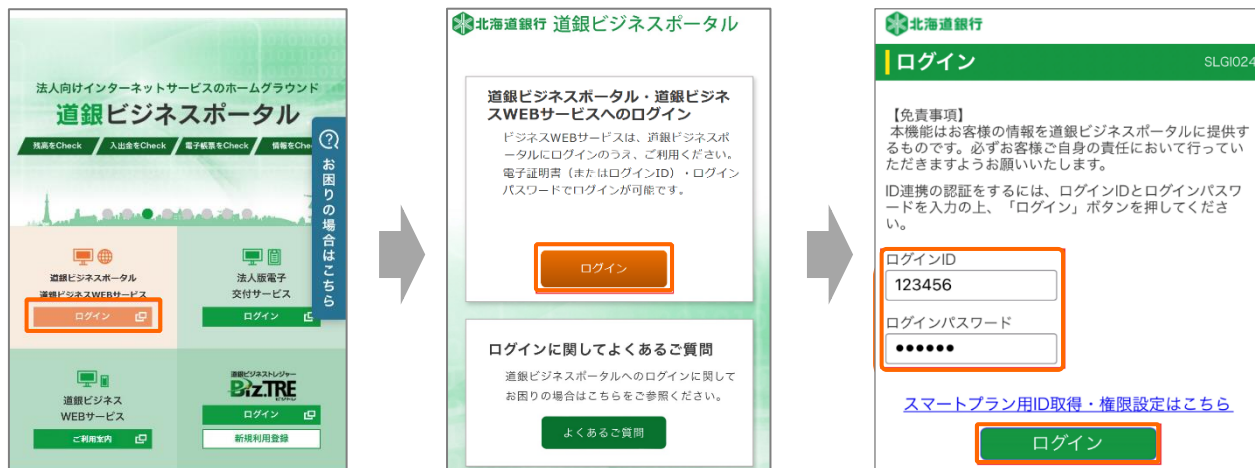 法人向けインターネットサービスのホームグラウンド
道銀ビジネスポータル
残高をCheck
入出金をCheck
電子帳票をCheck
情報をChe
お困りの場合はこちら
道銀ビジネスポータル
道銀ビジネスWEBサービス
ログイン
法人版電子
交付サービス
ログイン
道銀ビジネス
WEBサービス
ご利用案内
道銀ビジネストレジャー
Biz.TRE
ビズトレ
ログイン
新規利用登録
北海道銀行 道銀ビジネスポータル
道銀ビジネスポータル・道銀ビジネ
スWEBサービスへのログイン
ビジネスWEBサービスは、道銀ビジネスポ
ータルにログインのうえ、ご利用ください。
電子証明書（またはログインID）・ログイン
パスワードでログインが可能です。
ログイン
ログインに関してよくあるご質問
道銀ビジネスポータルへのログインに関して
お困りの場合はこちらをご参照ください。
よくあるご質問
北海道銀行
ログイン SLGI024
【免責事項】
本機能はお客様の情報を道銀ビジネスポータルに提供す
るものです。必ずお客様ご自身の責任において行ってい
ただきますようお願いいたします。
ID連携の認証をするには、ログインIDとログインパスワ
ードを入力の上、「ログイン」ボタンを押してくださ
い。
ログインID
123456
ログインパスワード
●●●●●●
スマートプラン用ID取得・権限設定はこちら
ログイン